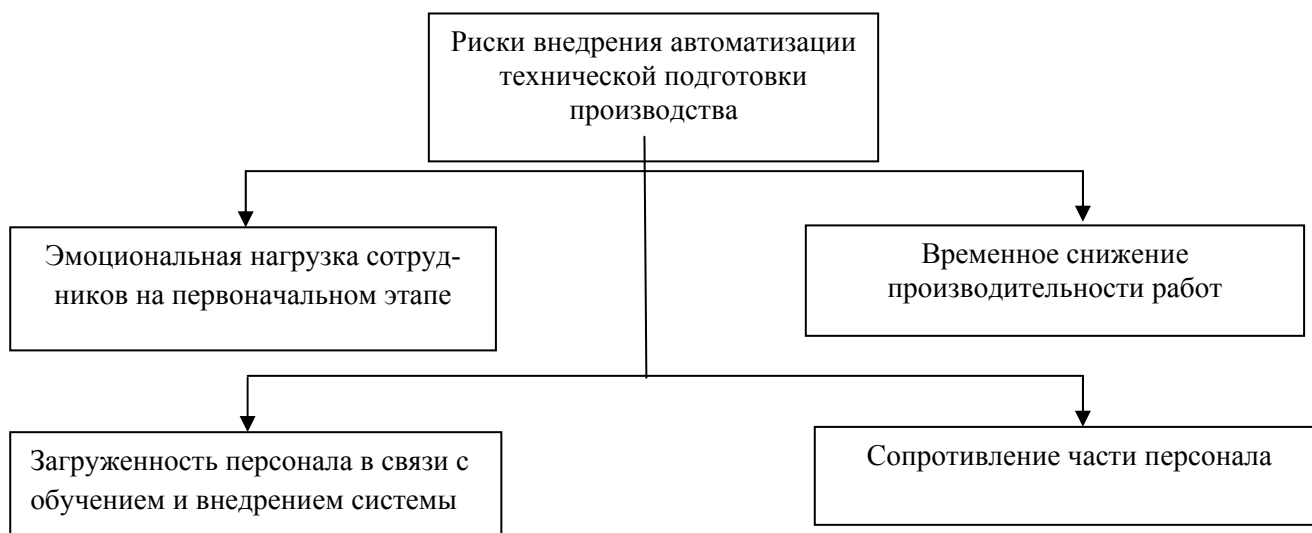 Риски внедрения автоматизации
технической подготовки
производства
Эмоциональная нагрузка сотруд-
ников на первоначальном этапе
Временное снижение
производительности работ
Загруженность персонала в связи с
обучением и внедрением системы
Сопротивление части персонала